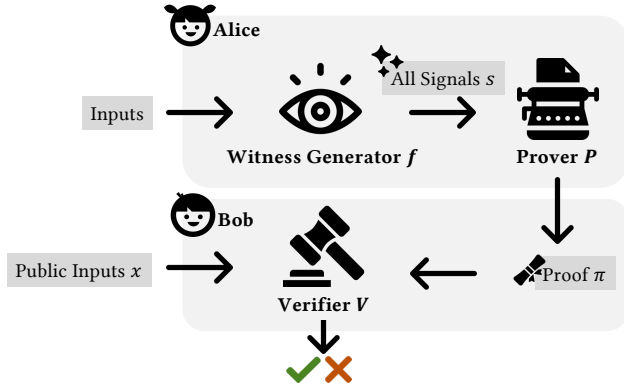 Alice
All Signals s
Inputs
Witness Generator f
Prover P
Bob
Public Inputs x
Proof π
Verifier V